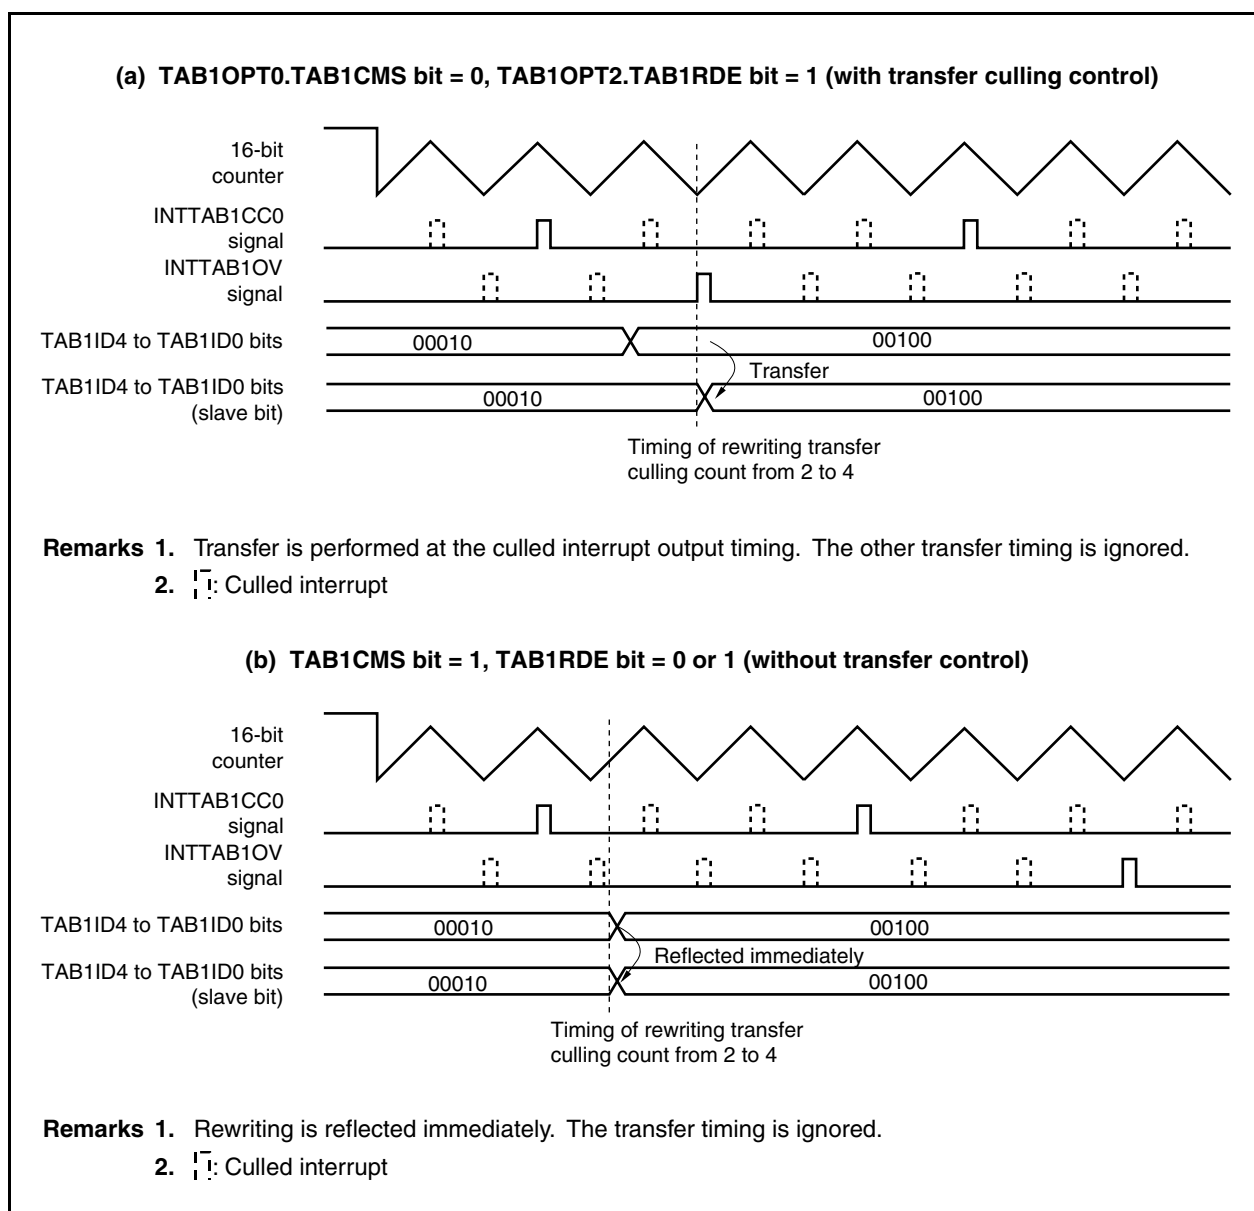 (a) TAB1OPT0.TAB1CMS bit = 0, TAB1OPT2.TAB1RDE bit = 1 (with transfer culling control)
16-bit
counter
INTTAB1CC0
signal
INTTAB1OV
signal
TAB1ID4 to TAB1ID0 bits
00010
00100
Transfer
TAB1ID4 to TAB1ID0 bits
(slave bit)
00010
00100
Timing of rewriting transfer
culling count from 2 to 4
Remarks 1. Transfer is performed at the culled interrupt output timing. The other transfer timing is ignored.
2. : Culled interrupt
(b) TAB1CMS bit = 1, TAB1RDE bit = 0 or 1 (without transfer control)
16-bit
counter
INTTAB1CC0
signal
INTTAB1OV
signal
TAB1ID4 to TAB1ID0 bits
00010
00100
Reflected immediately
TAB1ID4 to TAB1ID0 bits
(slave bit)
00010
00100
Timing of rewriting transfer
culling count from 2 to 4
Remarks 1. Rewriting is reflected immediately. The transfer timing is ignored.
2. : Culled interrupt